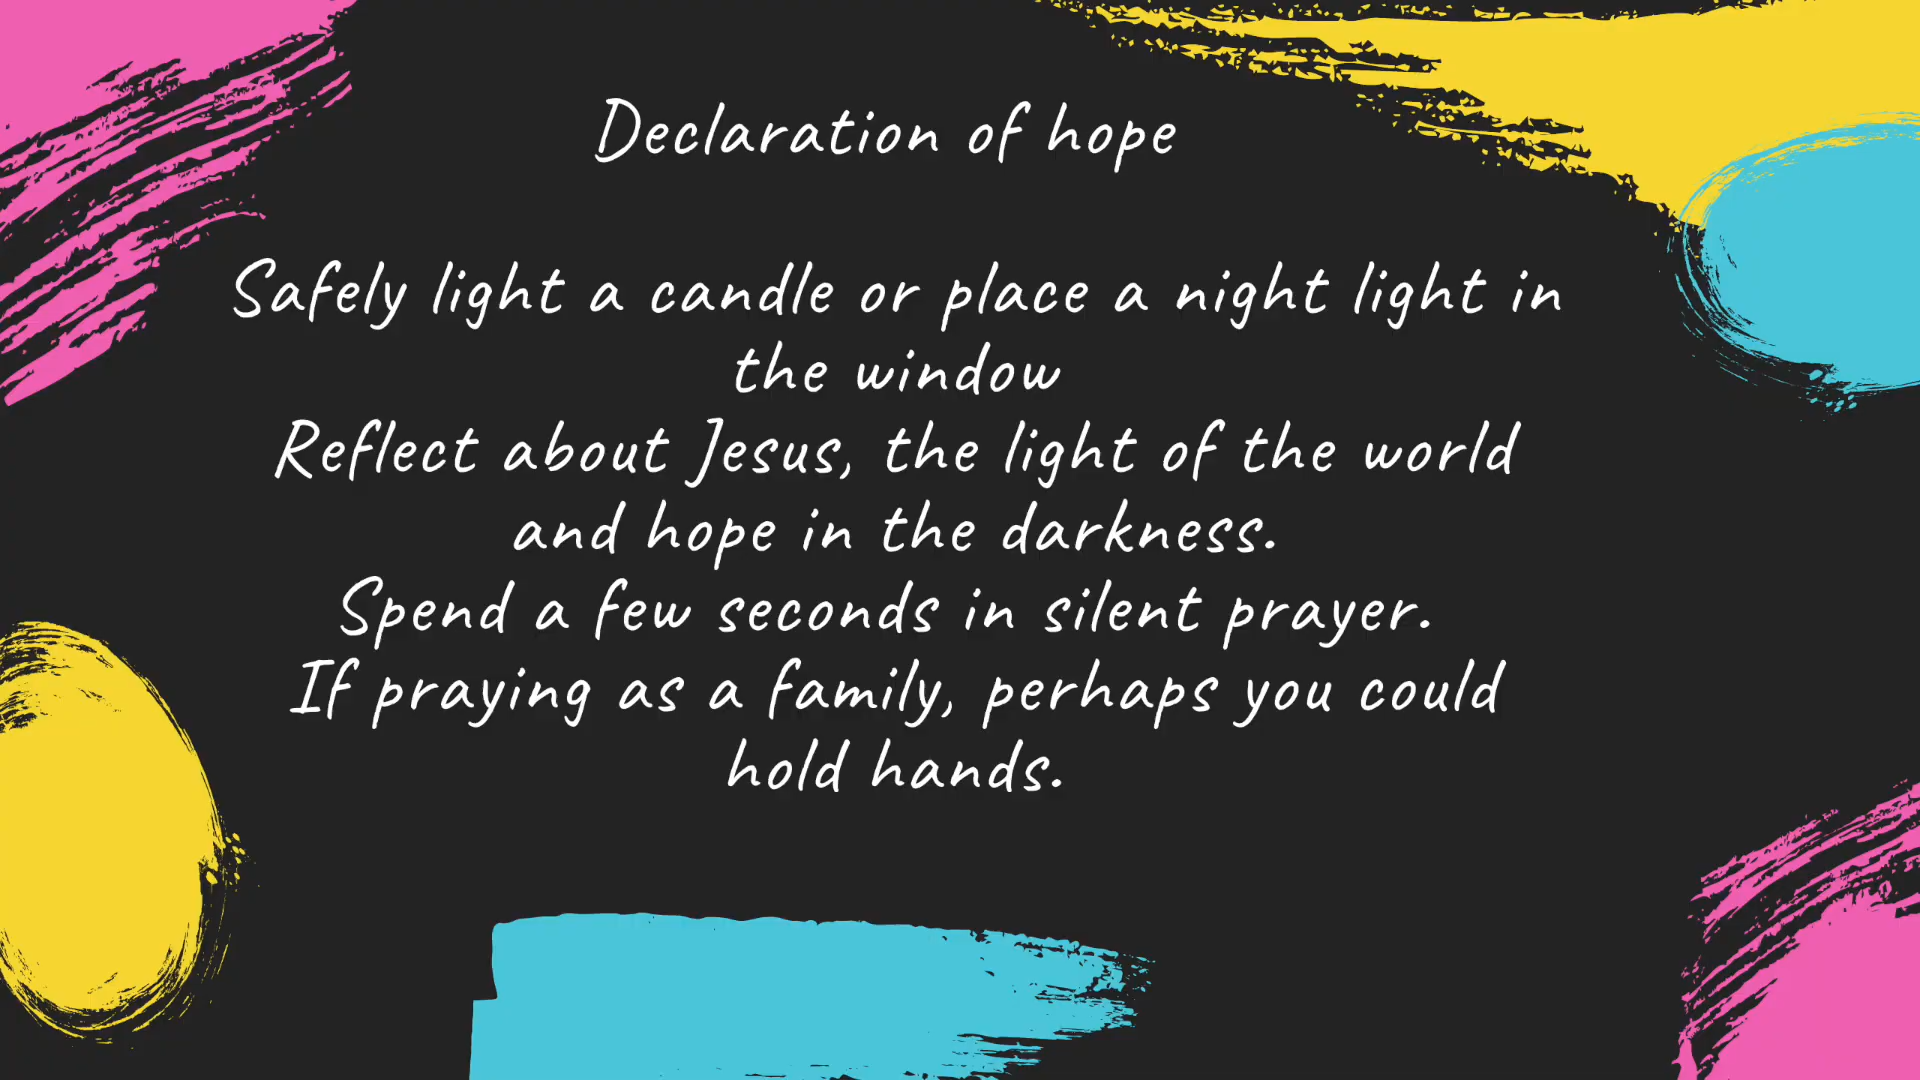 Declaration of hope
Safely light a candle or place a night light in
the window
Reflect about Jesus, the light of the world
and hope in the darkness.
Spend a few seconds in silent prayer.
If praying as a family, perhaps you could
hold hands.